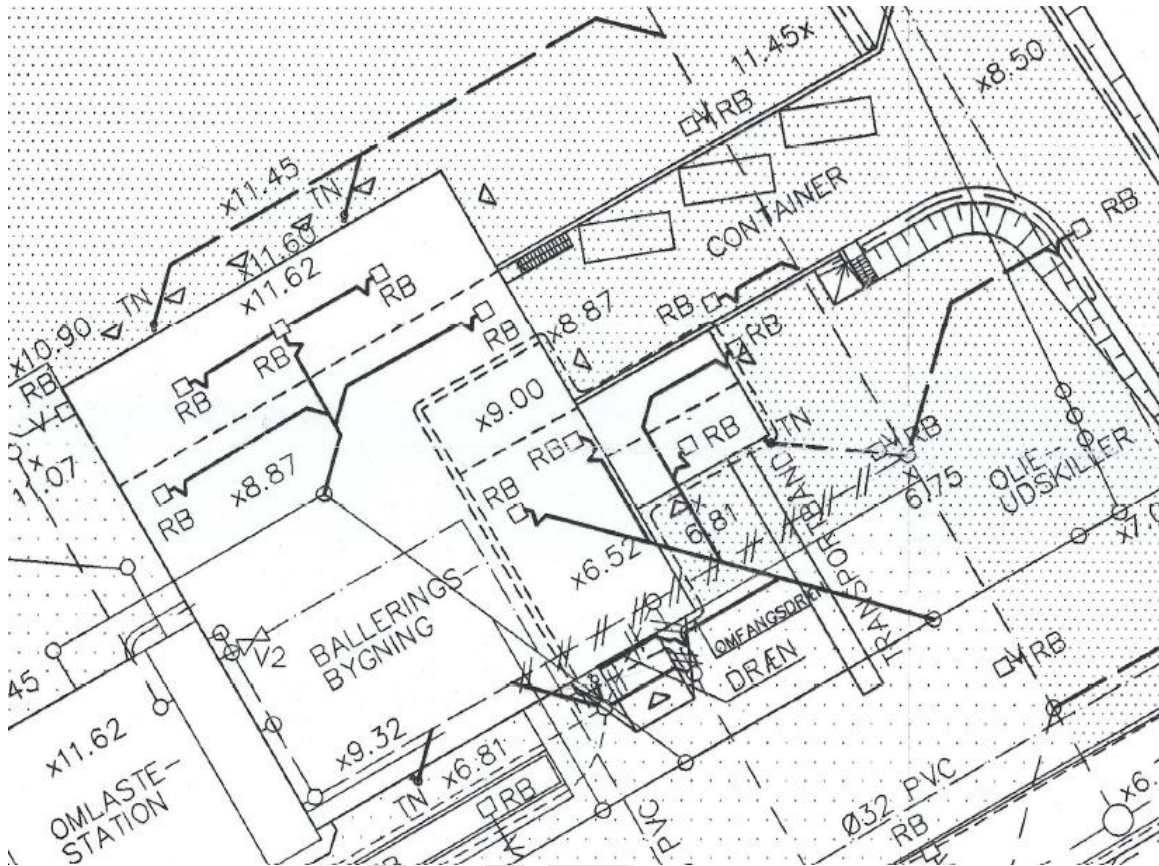 11.45x
x8.50
RB
x11.45
TN
x11.60
x11.62
TN
CONTAINER
RB
x10.90
RB
RB
RB
RB
RB
x8.87
RB
RB
V
x9.00
TN
RB
RB
RB
x8.87
RB
RB
11.07
x
6.81
x
6.75
OLIE-
UDSKILLER
TRANSPORTBÅND
x6.52
BALLERINGS
BYGNING
V2
OMFANGSDRÆN
DRÆN
RB
45
x11.62
x9.32
x6.81
OMLASTE-
STATION
TN
RB
PVC
Ø32 PVC
RB
x6.
RB